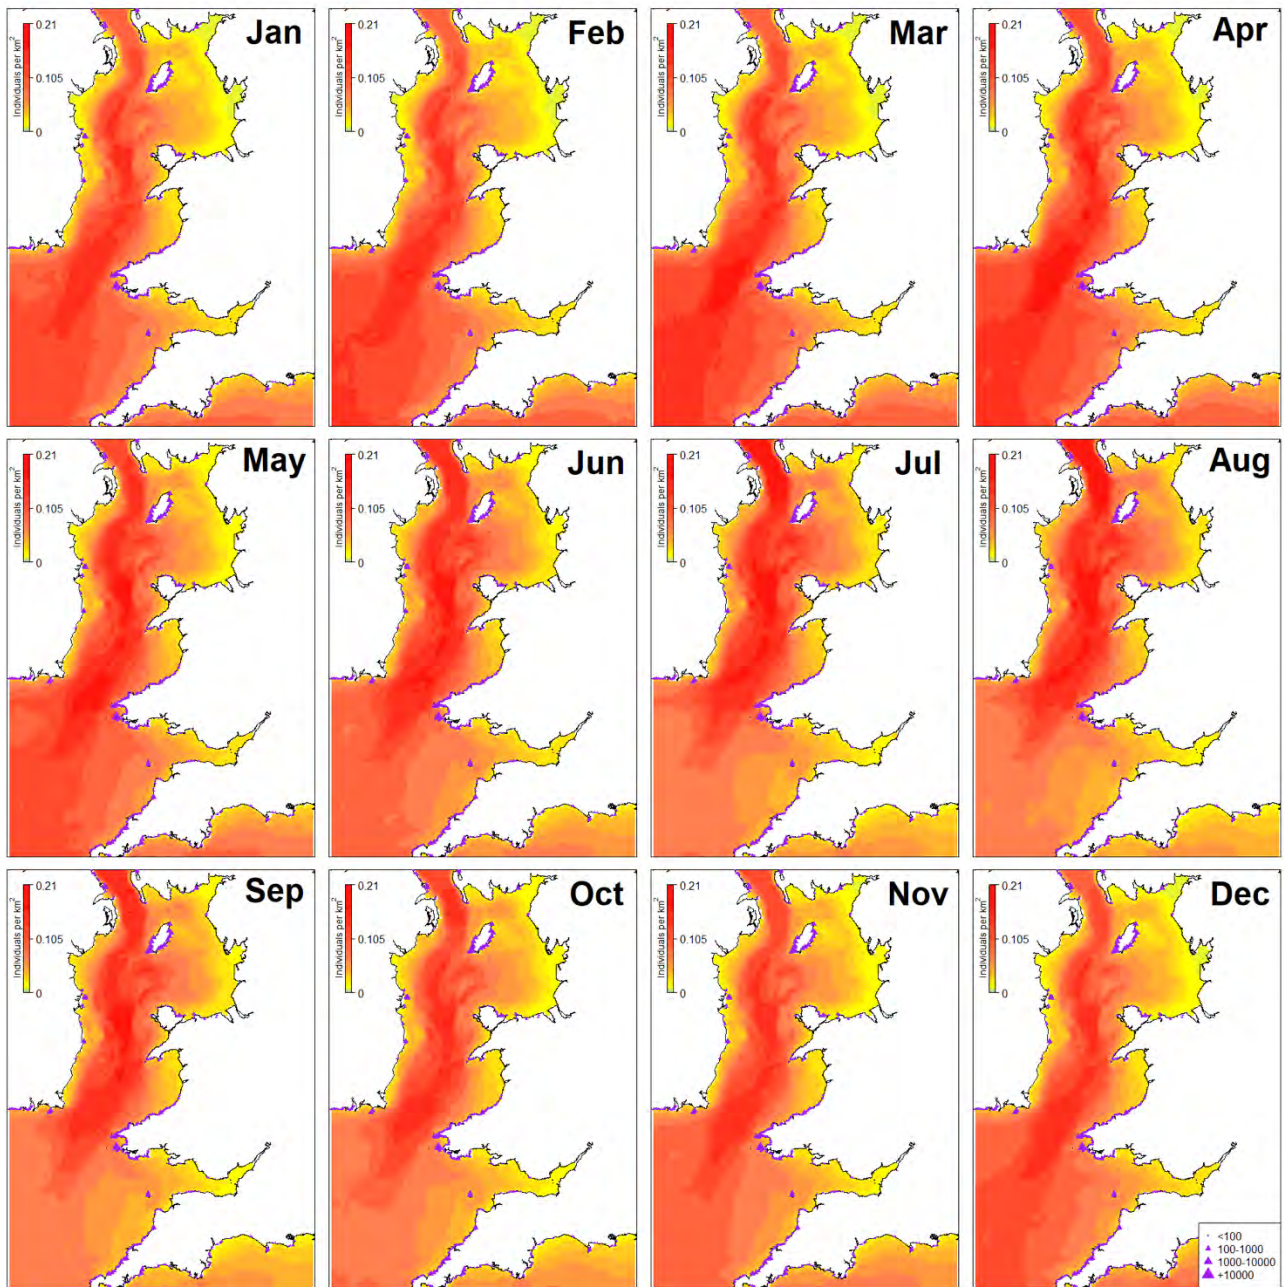 Jan
0.21
0.105
0
Individuals per km²
Feb
0.21
0.105
0
Individuals per km²
Mar
0.21
0.105
0
Individuals per km²
Apr
0.21
0.105
0
Individuals per km²
May
0.21
0.105
0
Individuals per km²
Jun
0.21
0.105
0
Individuals per km²
Jul
0.21
0.105
0
Individuals per km²
Aug
0.21
0.105
0
Individuals per km²
Sep
0.21
0.105
0
Individuals per km²
Oct
0.21
0.105
0
Individuals per km²
Nov
0.21
0.105
0
Individuals per km²
Dec
0.21
0.105
0
Individuals per km²
<100
100-1000
1000-10000
+10000